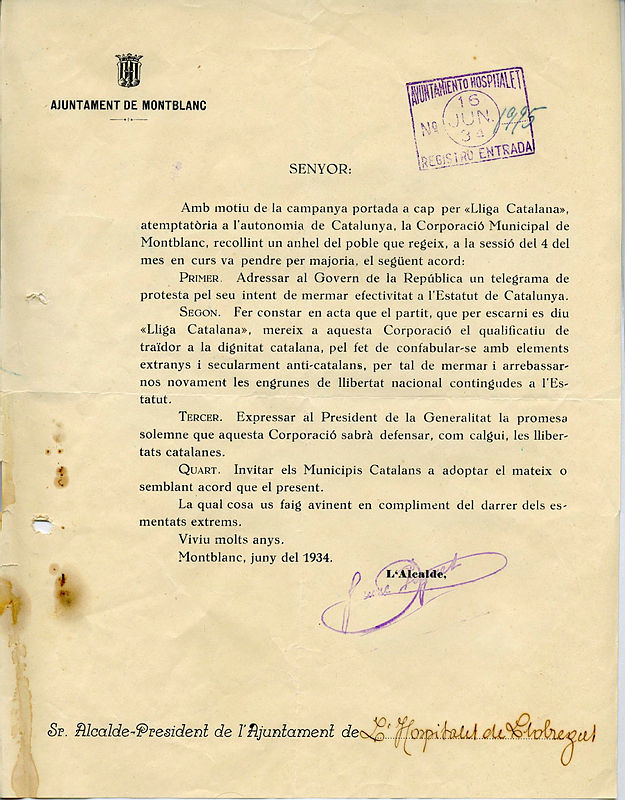 AJUNTAMENT DE MONTBLANC
AYUNTAMIENTO HOSPITALET
16
Nº JUN. 1995
34
REGISTRO ENTRADA
SENYOR:
Amb motiu de la campanya portada a cap per «Lliga Catalana»,
atemptatòria a l'autonomia de Catalunya, la Corporació Municipal de
Montblanc, recollint un anhel del poble que regeix, a la sessió del 4 del
mes en curs va pendre per majoria, el següent acord:
PRIMER. Adressar al Govern de la República un telegrama de
protesta pel seu intent de mermar efectivitat a l'Estatut de Catalunya.
SEGON. Fer constar en acta que el partit, que per escarni es diu
«Lliga Catalana», mereix a aquesta Corporació el qualificatiu de
traïdor a la dignitat catalana, pel fet de confabular-se amb elements
extranys i secularment anti-catalans, per tal de mermar i arrebassar-
nos novament les engrunes de llibertat nacional contingudes a l'Es-
tatut.
TERCER. Expressar al President de la Generalitat la promesa
solemne que aquesta Corporació sabrà defensar, com calgui, les lliber-
tats catalanes.
QUART. Invitar els Municipis Catalans a adoptar el mateix o
semblant acord que el present.
La qual cosa us faig avinent en compliment del darrer dels es-
mentats extrems.
Viviu molts anys.
Montblanc, juny del 1934.
L'Alcalde,
Sr. Alcalde-President de l'Ajuntament de L'Hospitalet de Llobregat